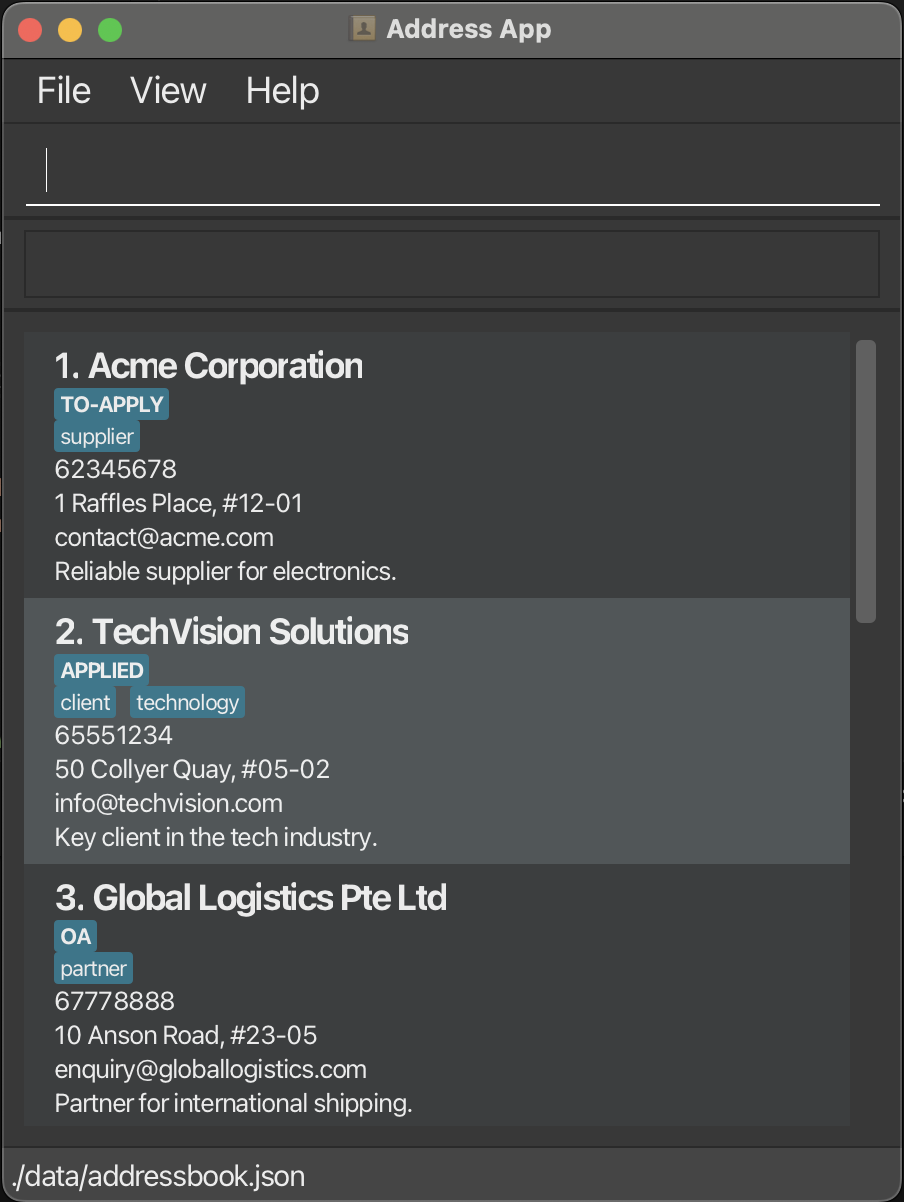 Address App
File View Help
1. Acme Corporation
TO-APPLY
supplier
62345678
1 Raffles Place, #12-01
contact@acme.com
Reliable supplier for electronics.
2. TechVision Solutions
APPLIED
client technology
65551234
50 Collyer Quay, #05-02
info@techvision.com
Key client in the tech industry.
3. Global Logistics Pte Ltd
OA
partner
67778888
10 Anson Road, #23-05
enquiry@globallogistics.com
Partner for international shipping.
./data/addressbook.json